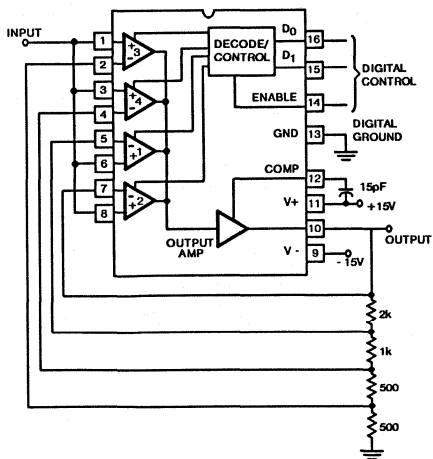 INPUT
1
2
3
4
5
6
7
8
+
3
-
+
4
-
-
+1
-
+2
DECODE/
CONTROL
D0
D1
ENABLE
GND
COMP
V+
V -
OUTPUT
AMP
16
15
14
13
12
11
10
9
DIGITAL
CONTROL
DIGITAL
GROUND
15pF
+15V
OUTPUT
- 15V
2k
1k
500
500